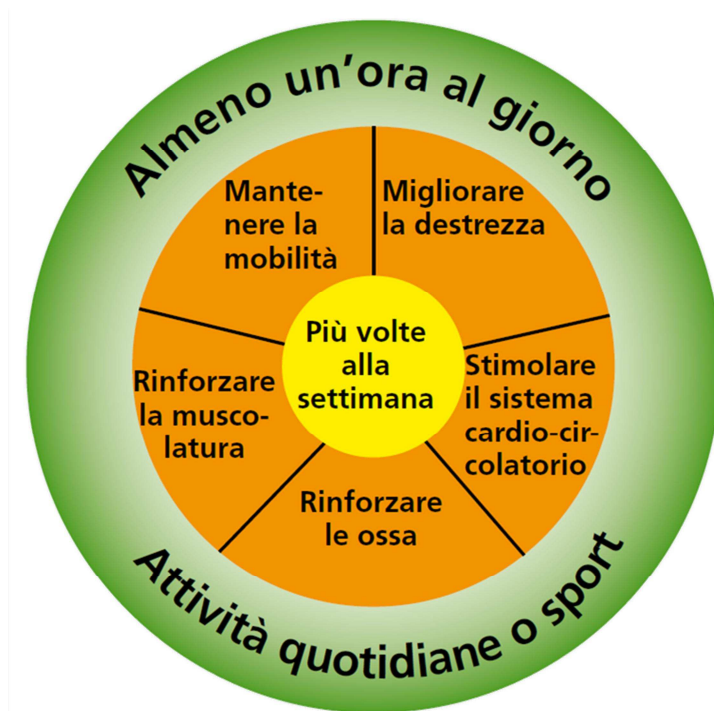 Almeno un'ora al giorno
Mante-
nere la
mobilità
Migliorare
la destrezza
Più volte
alla
settimana
Rinforzare
la musco-
latura
Stimolare
il sistema
cardio-cir-
colatorio
Rinforzare
le ossa
Attività quotidiane o sport